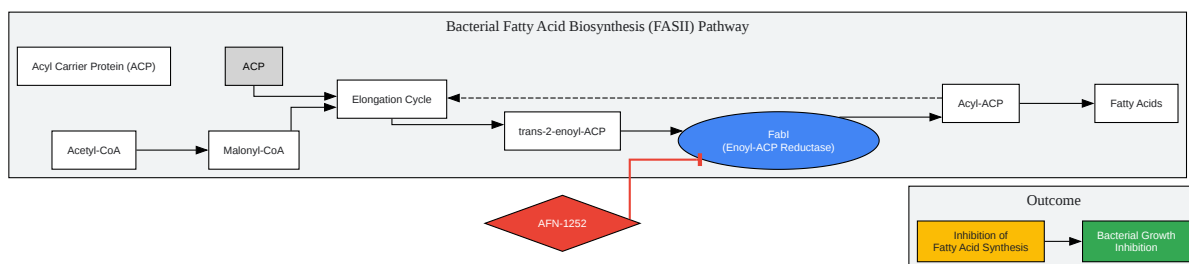 Bacterial Fatty Acid Biosynthesis (FASII) Pathway
Acyl Carrier Protein (ACP)
ACP
Elongation Cycle
Acyl-ACP
Fatty Acids
trans-2-enoyl-ACP
FabI
(Enoyl-ACP Reductase)
Acetyl-CoA
Malonyl-CoA
AFN-1252
Outcome
Inhibition of
Fatty Acid Synthesis
Bacterial Growth
Inhibition